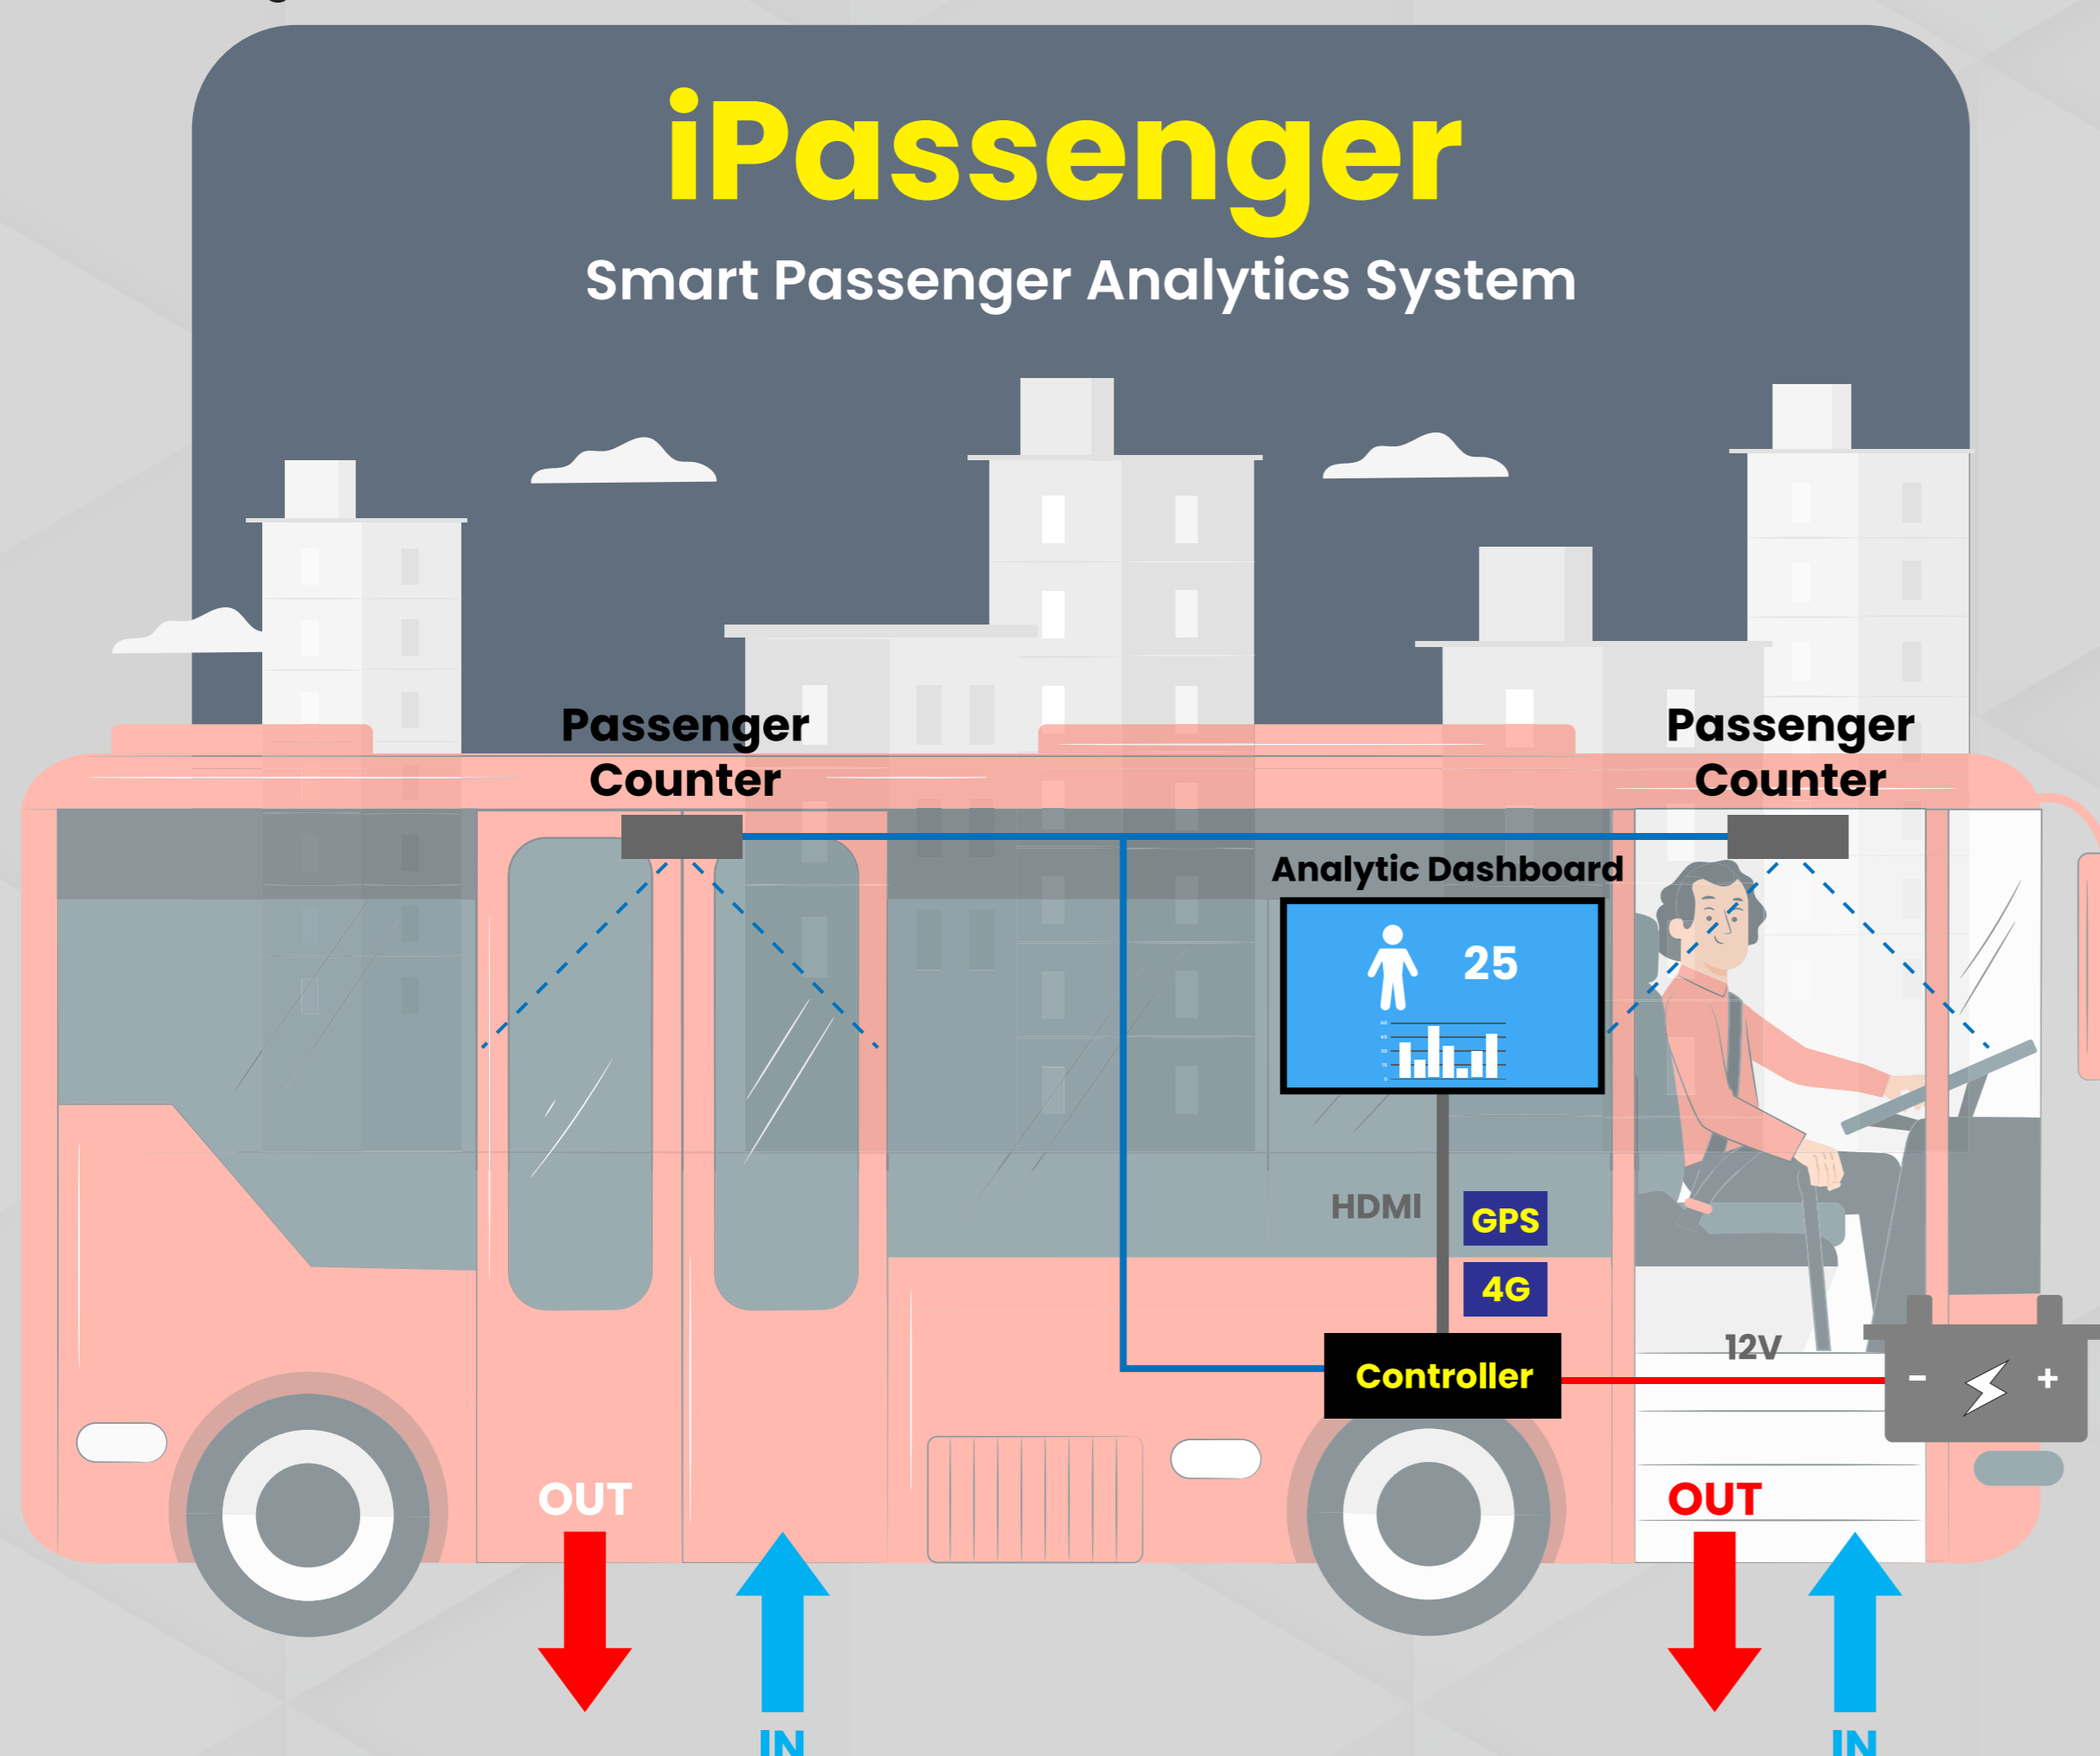 iPassenger
Smart Passenger Analytics System
Passenger
Counter
Passenger
Counter
Analytic Dashboard
25
HDMI
GPS
4G
12V
Controller
- +
OUT
OUT
IN
IN